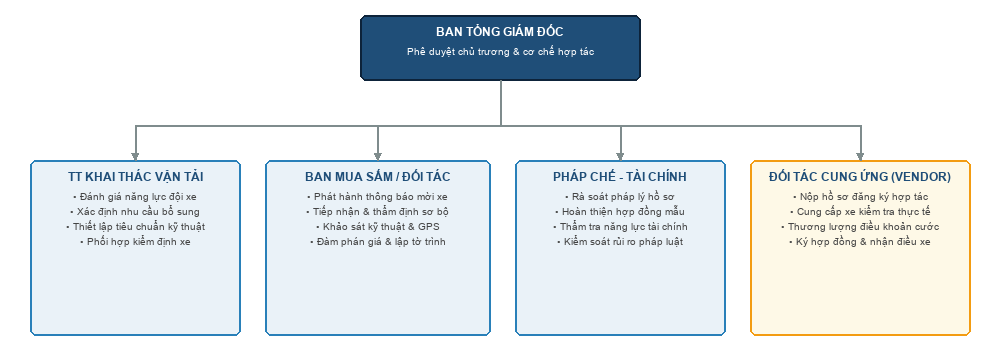 BAN TỔNG GIÁM ĐỐC
Phê duyệt chủ trương & cơ chế hợp tác
TT KHAI THÁC VẬN TẢI
• Đánh giá năng lực đội xe
• Xác định nhu cầu bổ sung
• Thiết lập tiêu chuẩn kỹ thuật
• Phối hợp kiểm định xe
BAN MUA SẮM / ĐỐI TÁC
• Phát hành thông báo mời xe
• Tiếp nhận & thẩm định sơ bộ
• Khảo sát kỹ thuật & GPS
• Đàm phán giá & lập tờ trình
PHÁP CHẾ - TÀI CHÍNH
• Rà soát pháp lý hồ sơ
• Hoàn thiện hợp đồng mẫu
• Thẩm tra năng lực tài chính
• Kiểm soát rủi ro pháp luật
ĐỐI TÁC CUNG ỨNG (VENDOR)
• Nộp hồ sơ đăng ký hợp tác
• Cung cấp xe kiểm tra thực tế
• Thương lượng điều khoản cước
• Ký hợp đồng & nhận điều xe